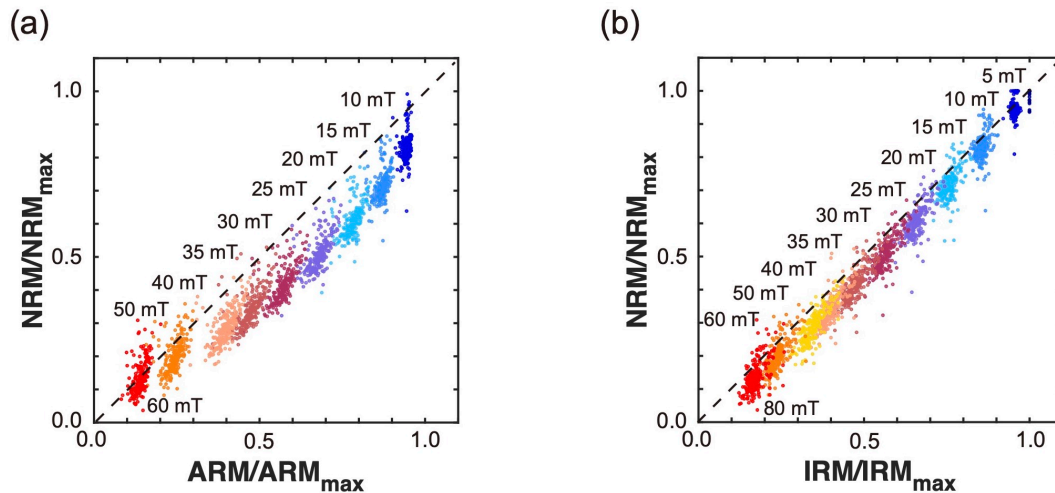 (a)
NRM/NRMmax
1.0
0.5
0.0
10 mT
15 mT
20 mT
25 mT
30 mT
35 mT
40 mT
50 mT
60 mT
0.0 0.5 1.0
ARM/ARMmax
(b)
NRM/NRMmax
1.0
0.5
0.0
5 mT
10 mT
15 mT
20 mT
25 mT
30 mT
35 mT
40 mT
50 mT
60 mT
80 mT
0.0 0.5 1.0
IRM/IRMmax